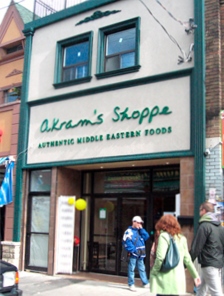 akram's Shoppe
AUTHENTIC MIDDLE EASTERN FOODS